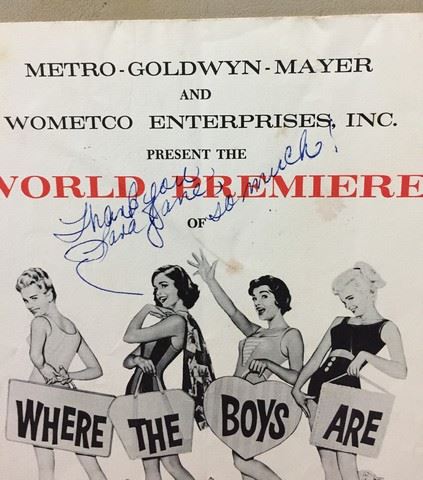 METRO-GOLDWYN-MAYER
AND
WOMETCO ENTERPRISES, INC.
PRESENT THE
WORLD PREMIERE
OF
Thank you
so much!
WHERE THE BOYS ARE